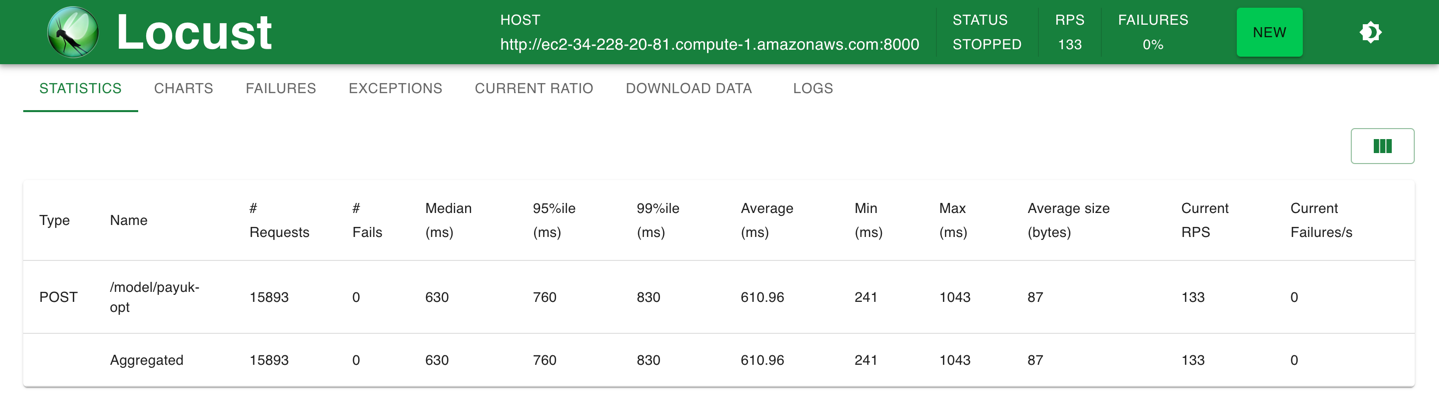 Locust
HOST
http://ec2-34-228-20-81.compute-1.amazonaws.com:8000
STATUS
STOPPED
RPS
133
FAILURES
0%
NEW
STATISTICS CHARTS FAILURES EXCEPTIONS CURRENT RATIO DOWNLOAD DATA LOGS
Type
Name
#
Requests
#
Fails
Median
(ms)
95%ile
(ms)
99%ile
(ms)
Average
(ms)
Min
(ms)
Max
(ms)
Average size
(bytes)
Current
RPS
Current
Failures/s
POST
/model/payuk-
opt
15893 0 630 760 830 610.96 241 1043 87 133 0
Aggregated 15893 0 630 760 830 610.96 241 1043 87 133 0